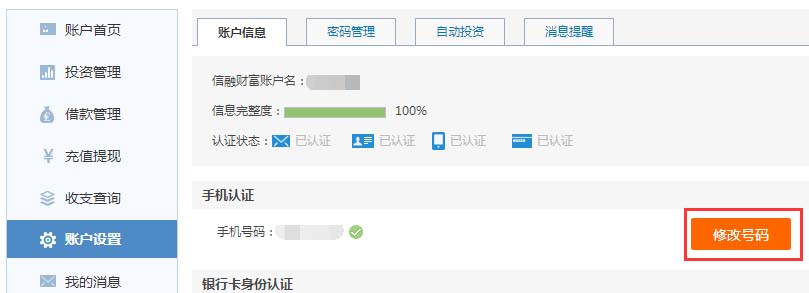 账户首页
投资管理
借款管理
充值提现
收支查询
账户设置
我的消息
账户信息 密码管理 自动投资 消息提醒
信融财富账户名：
信息完整度： 100%
认证状态： 已认证 已认证 已认证 已认证
手机认证
手机号码： 修改号码
银行卡身份认证